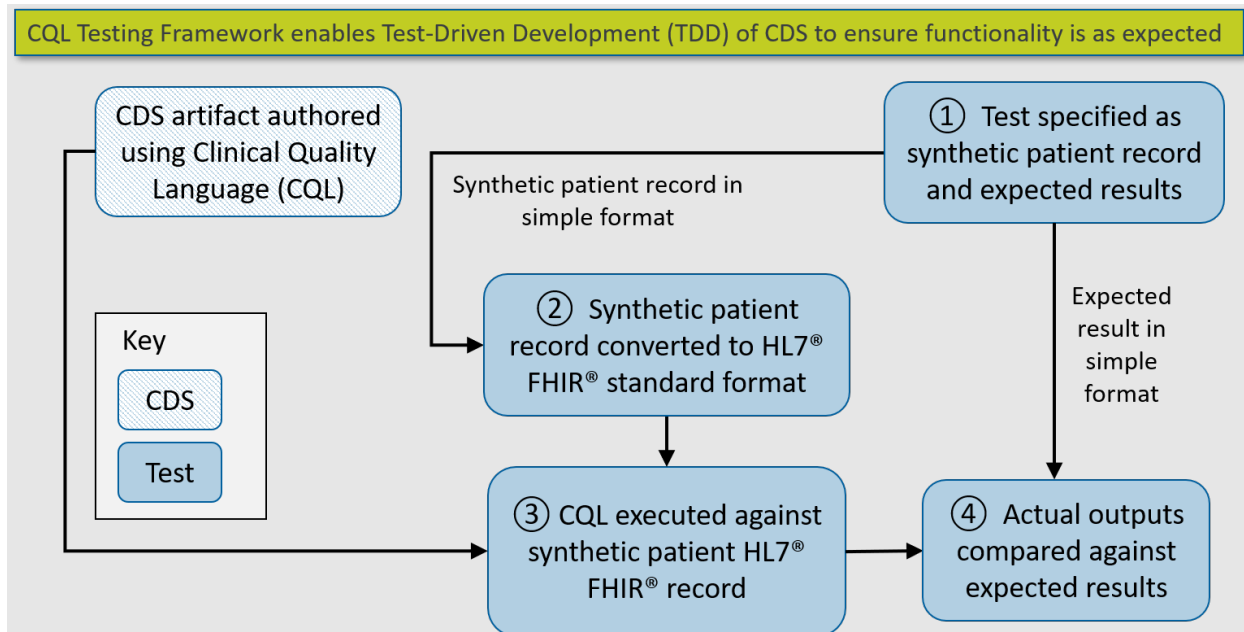 CQL Testing Framework enables Test-Driven Development (TDD) of CDS to ensure functionality is as expected
CDS artifact authored
using Clinical Quality
Language (CQL)
① Test specified as
synthetic patient record
and expected results
Synthetic patient record in
simple format
② Synthetic patient
record converted to HL7®
FHIR® standard format
Expected
result in
simple
format
Key
CDS
Test
③ CQL executed against
synthetic patient HL7®
FHIR® record
④ Actual outputs
compared against
expected results